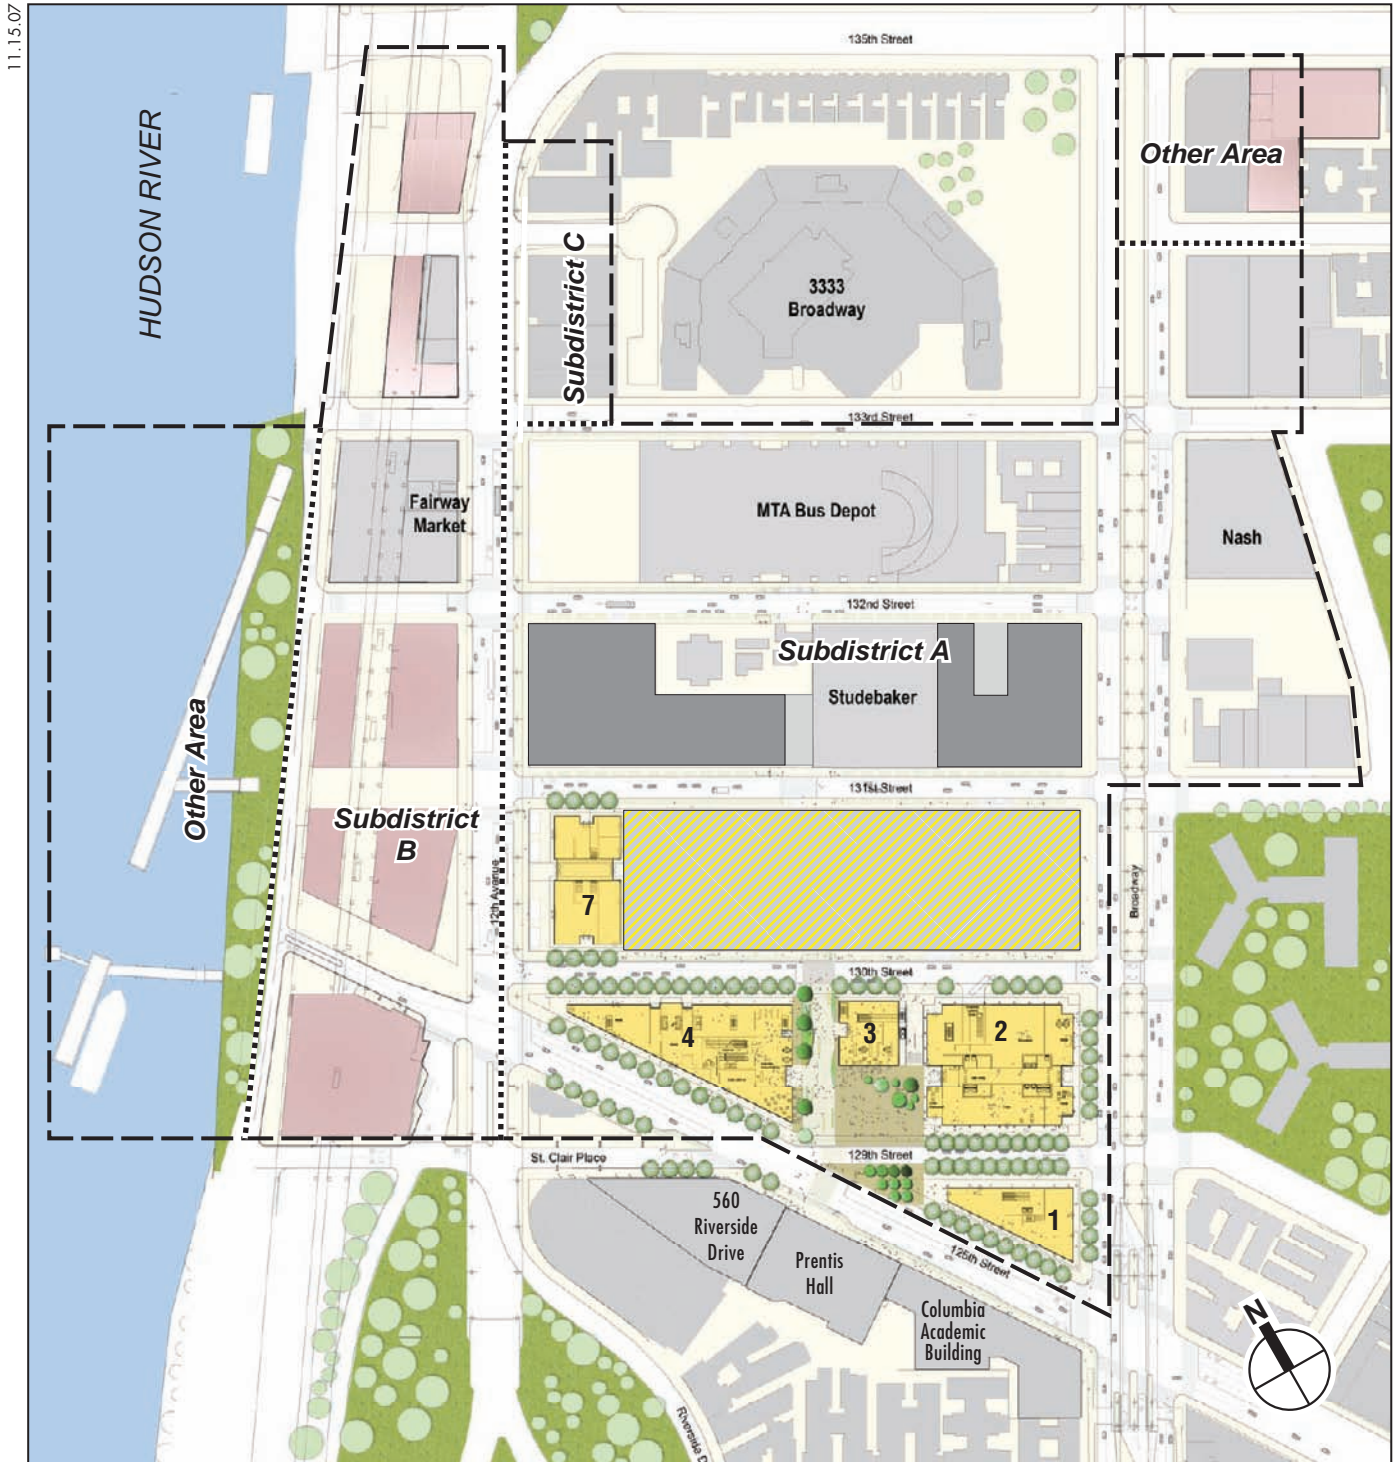 11.15.07
135th Street
HUDSON RIVER
Other Area
Subdistrict C
3333
Broadway
133rd Street
Fairway
Market
MTA Bus Depot
Nash
132nd Street
Subdistrict A
Studebaker
Other Area
131st Street
Subdistrict
B
12th Avenue
7
Broadway
130th Street
4
3
2
129th Street
St. Clair Place
560
Riverside
Drive
1
125th Street
Prentis
Hall
Columbia
Academic
Building
N
Riverside